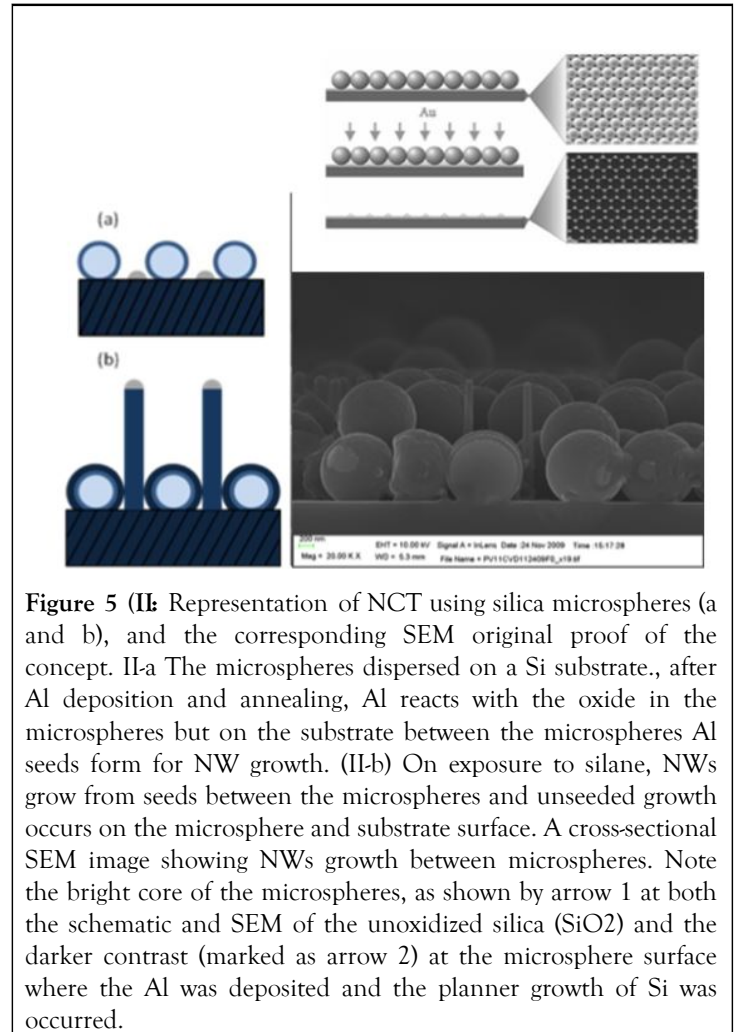 Au
(a)
(b)
200 nm
EHT = 10.00 kV Signal A = InLens Date :24 Nov 2009 Time :15:17:28
Mag = 20.00 K X WD = 5.3 mm
Figure 5 (II: Representation of NCT using silica microspheres (a
and b), and the corresponding SEM original proof of the
concept. II-a The microspheres dispersed on a Si substrate., after
Al deposition and annealing, Al reacts with the oxide in the
microspheres but on the substrate between the microspheres Al
seeds form for NW growth. (II-b) On exposure to silane, NWs
grow from seeds between the microspheres and unseeded growth
occurs on the microsphere and substrate surface. A cross-sectional
SEM image showing NWs growth between microspheres. Note
the bright core of the microspheres, as shown by arrow 1 at both
the schematic and SEM of the unoxidized silica (SiO2) and the
darker contrast (marked as arrow 2) at the microsphere surface
where the Al was deposited and the planner growth of Si was
occurred.